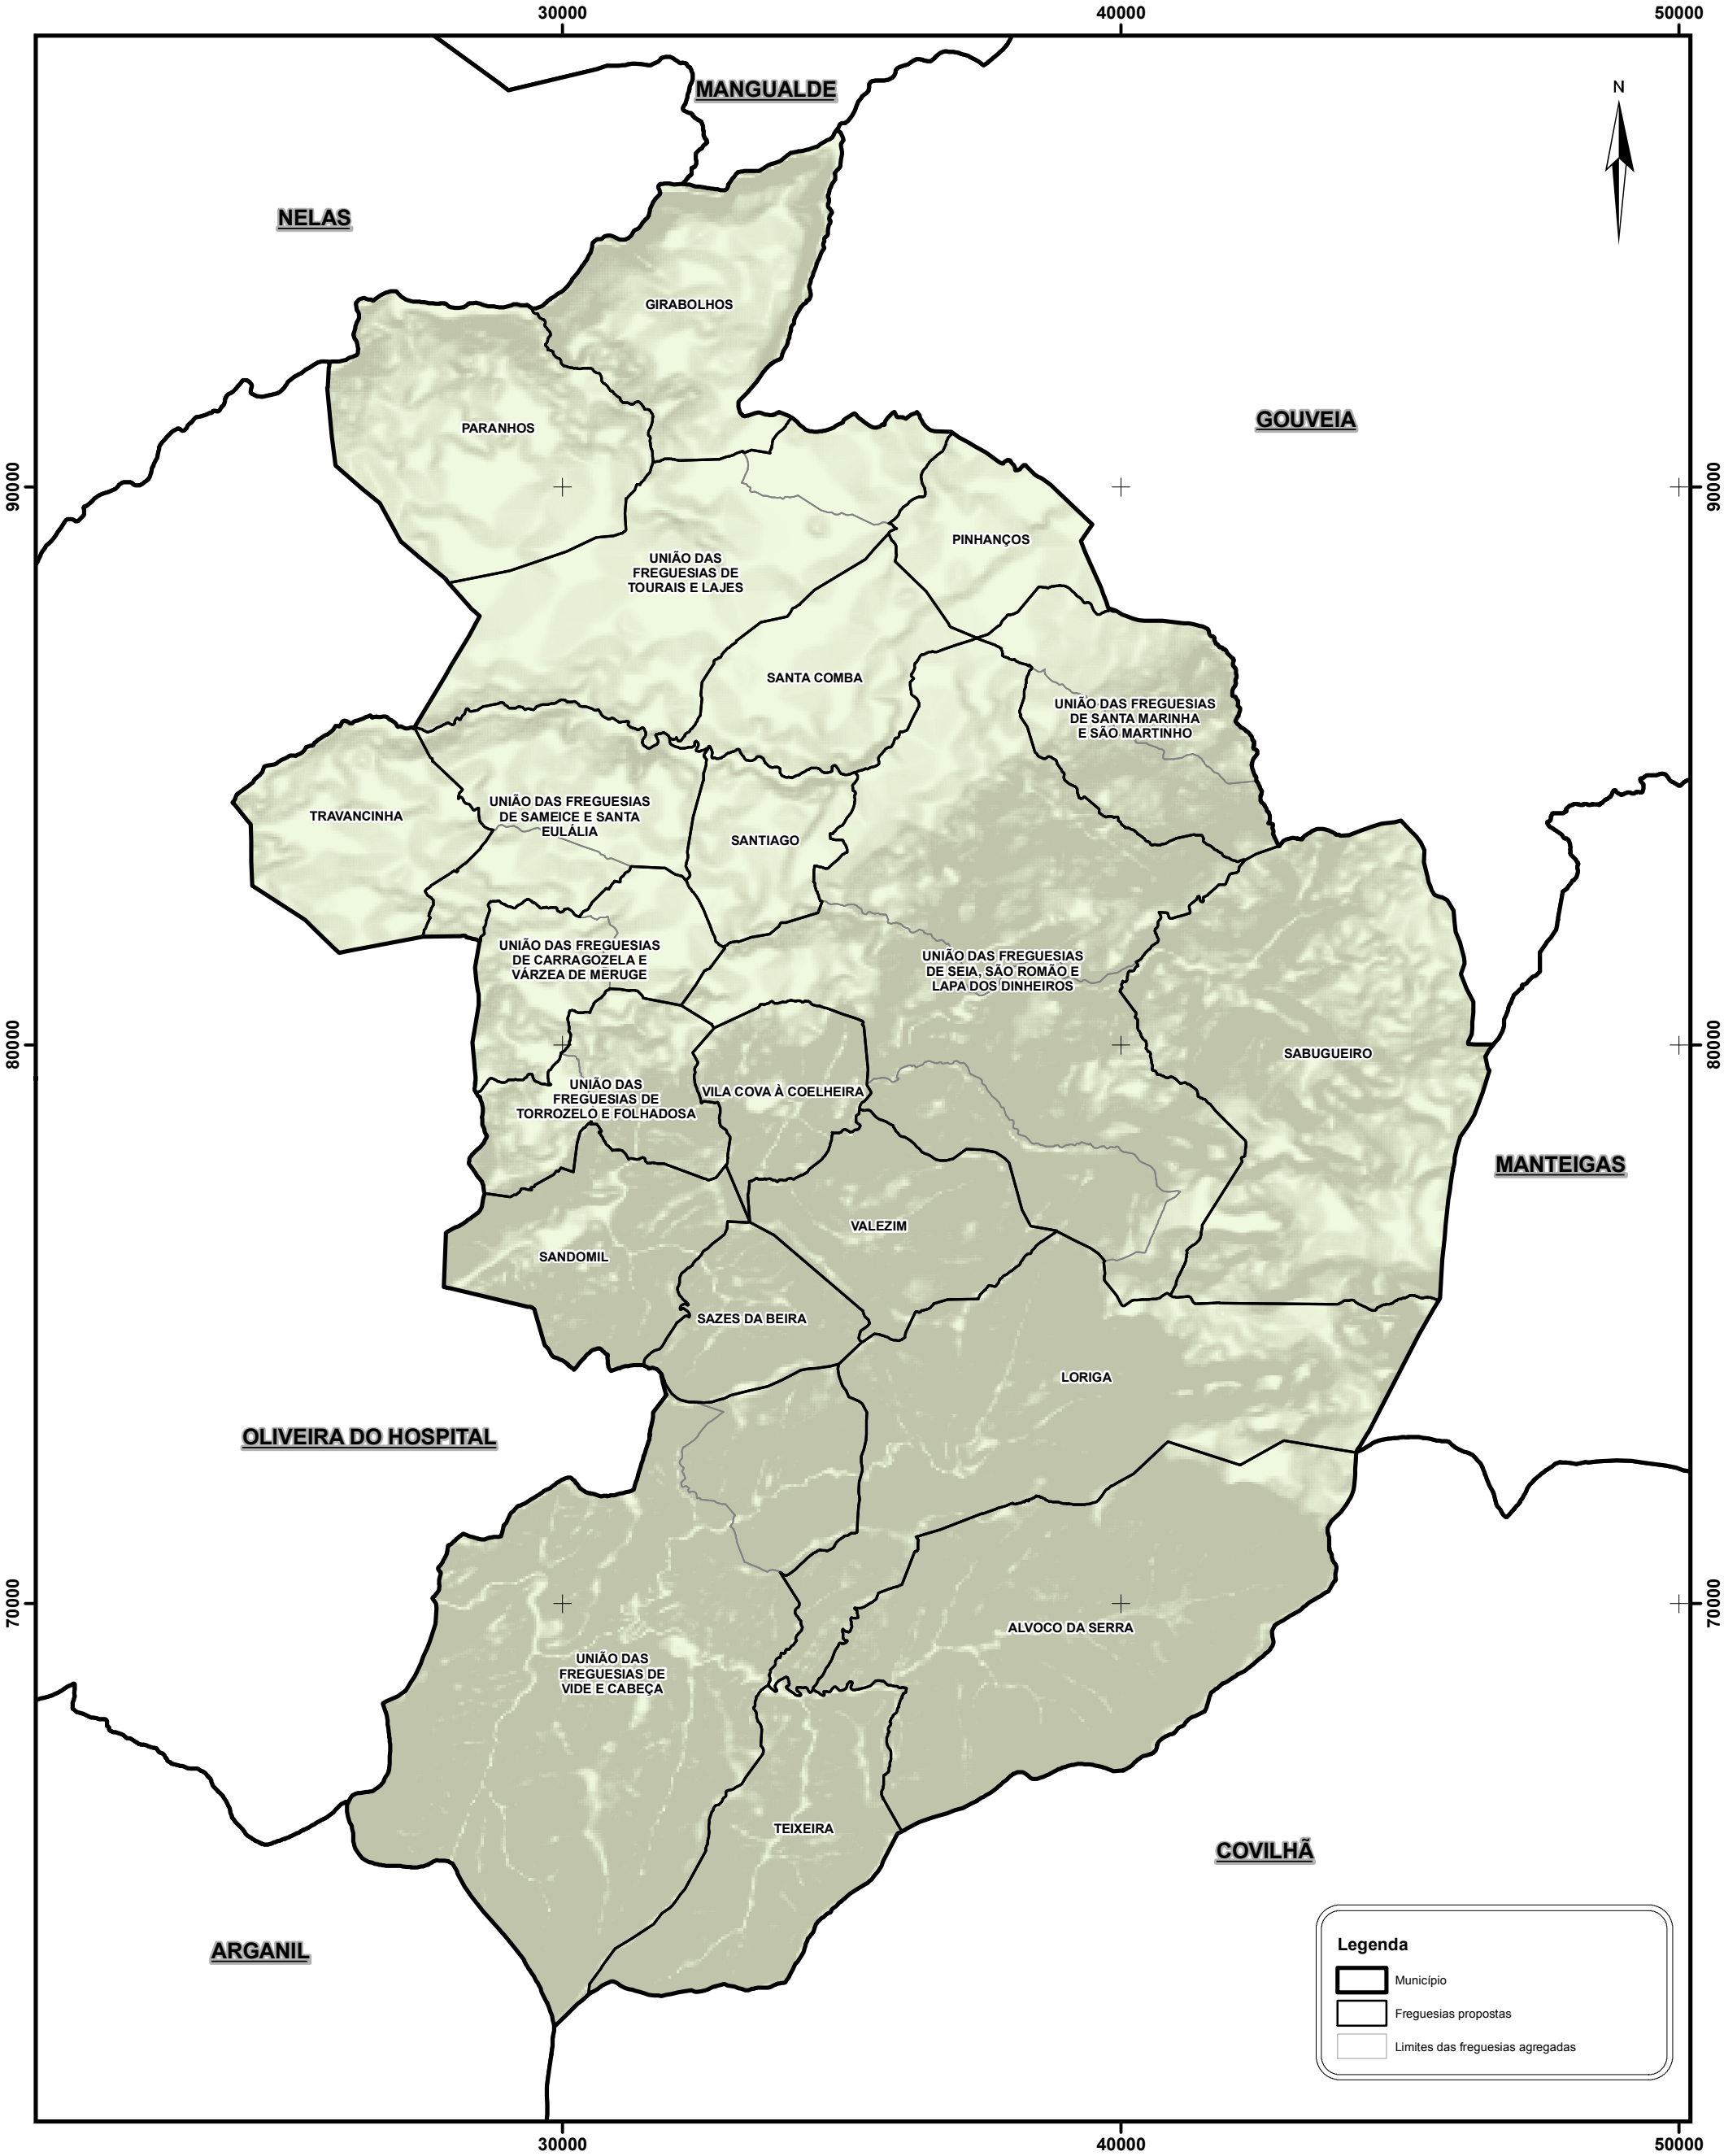 30000
40000
50000
MANGUALDE
N
NELAS
GIRABOLHOS
GOUVEIA
PARANHOS
90000
90000
PINHANÇOS
UNIÃO DAS
FREGUESIAS DE
TOURAIS E LAJES
SANTA COMBA
UNIÃO DAS FREGUESIAS
DE SANTA MARINHA
E SÃO MARTINHO
TRAVANCINHA
UNIÃO DAS FREGUESIAS
DE SAMEICE E SANTA
EULÁLIA
SANTIAGO
UNIÃO DAS FREGUESIAS
DE CARRAGOZELA E
VÁRZEA DE MERUGE
UNIÃO DAS FREGUESIAS
DE SEIA, SÃO ROMÃO E
LAPA DOS DINHEIROS
80000
80000
SABUGUEIRO
UNIÃO DAS
FREGUESIAS DE
TORROZELO E FOLHADOSA
VILA COVA À COELHEIRA
MANTEIGAS
VALEZIM
SANDOMIL
SAZES DA BEIRA
LORIGA
OLIVEIRA DO HOSPITAL
70000
70000
ALVOCO DA SERRA
UNIÃO DAS
FREGUESIAS DE
VIDE E CABEÇA
TEIXEIRA
COVILHÃ
ARGANIL
Legenda
Município
Freguesias propostas
Limites das freguesias agregadas
30000
40000
50000